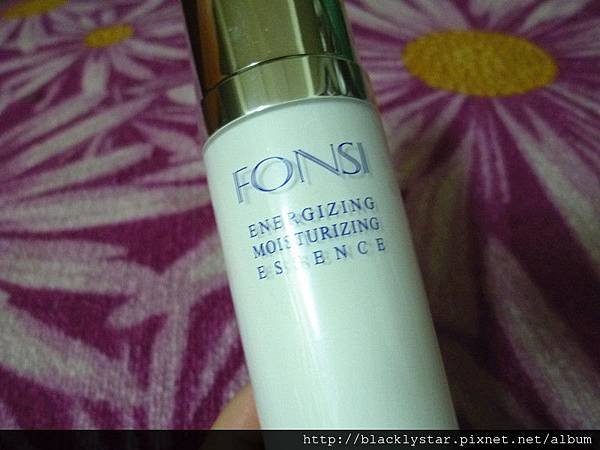 FONSI
ENERGIZING
MOISTURIZING
ESSENCE
http://blacklystar.pixnet.net/album